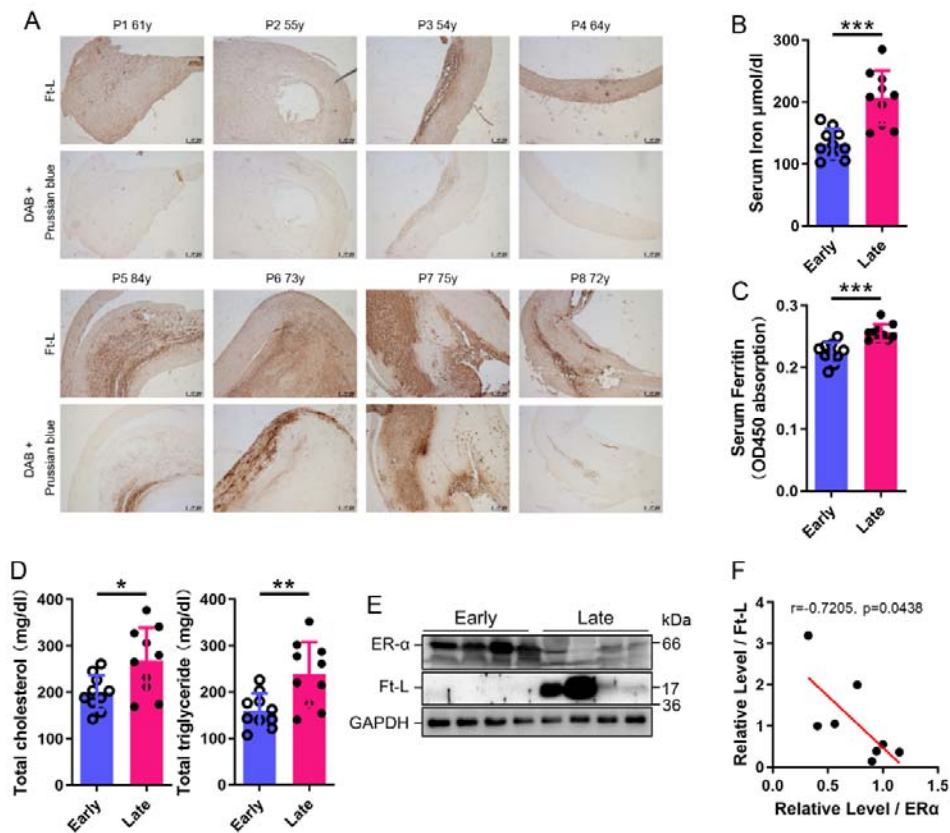 A
P1 61y P2 55y P3 54y P4 64y
Ft-L
DAB +
Prussian blue
P5 84y P6 73y P7 75y P8 72y
Ft-L
DAB +
Prussian blue
B
***
Serum Iron μmol/dl
300
200
100
0
Early Late
C
***
Serum Ferritin
(OD450 absorption)
0.3
0.2
0.1
0.0
Early Late
D
*
Total cholesterol (mg/dl)
400
300
200
100
0
Early Late
**
Total triglyceride (mg/dl)
400
300
200
100
0
Early Late
E
Early Late kDa
ER-α 66
Ft-L 17
36
GAPDH
F
r=-0.7205, p=0.0438
Relative Level / Ft-L
4
3
2
1
0
0.0 0.5 1.0 1.5
Relative Level / ERα